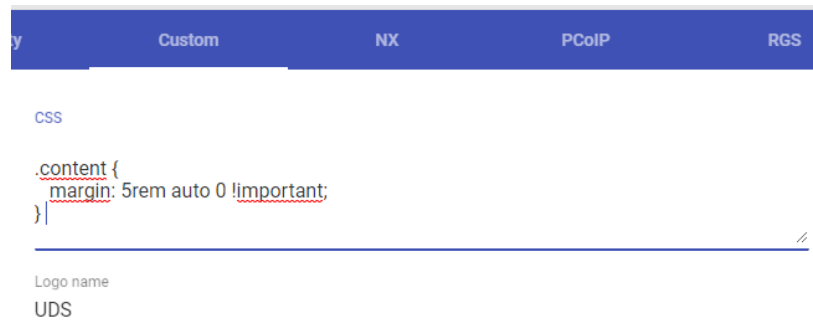 ty Custom NX PCoIP RGS
CSS
.content {
margin: 5rem auto 0 !important;
}
Logo name
UDS